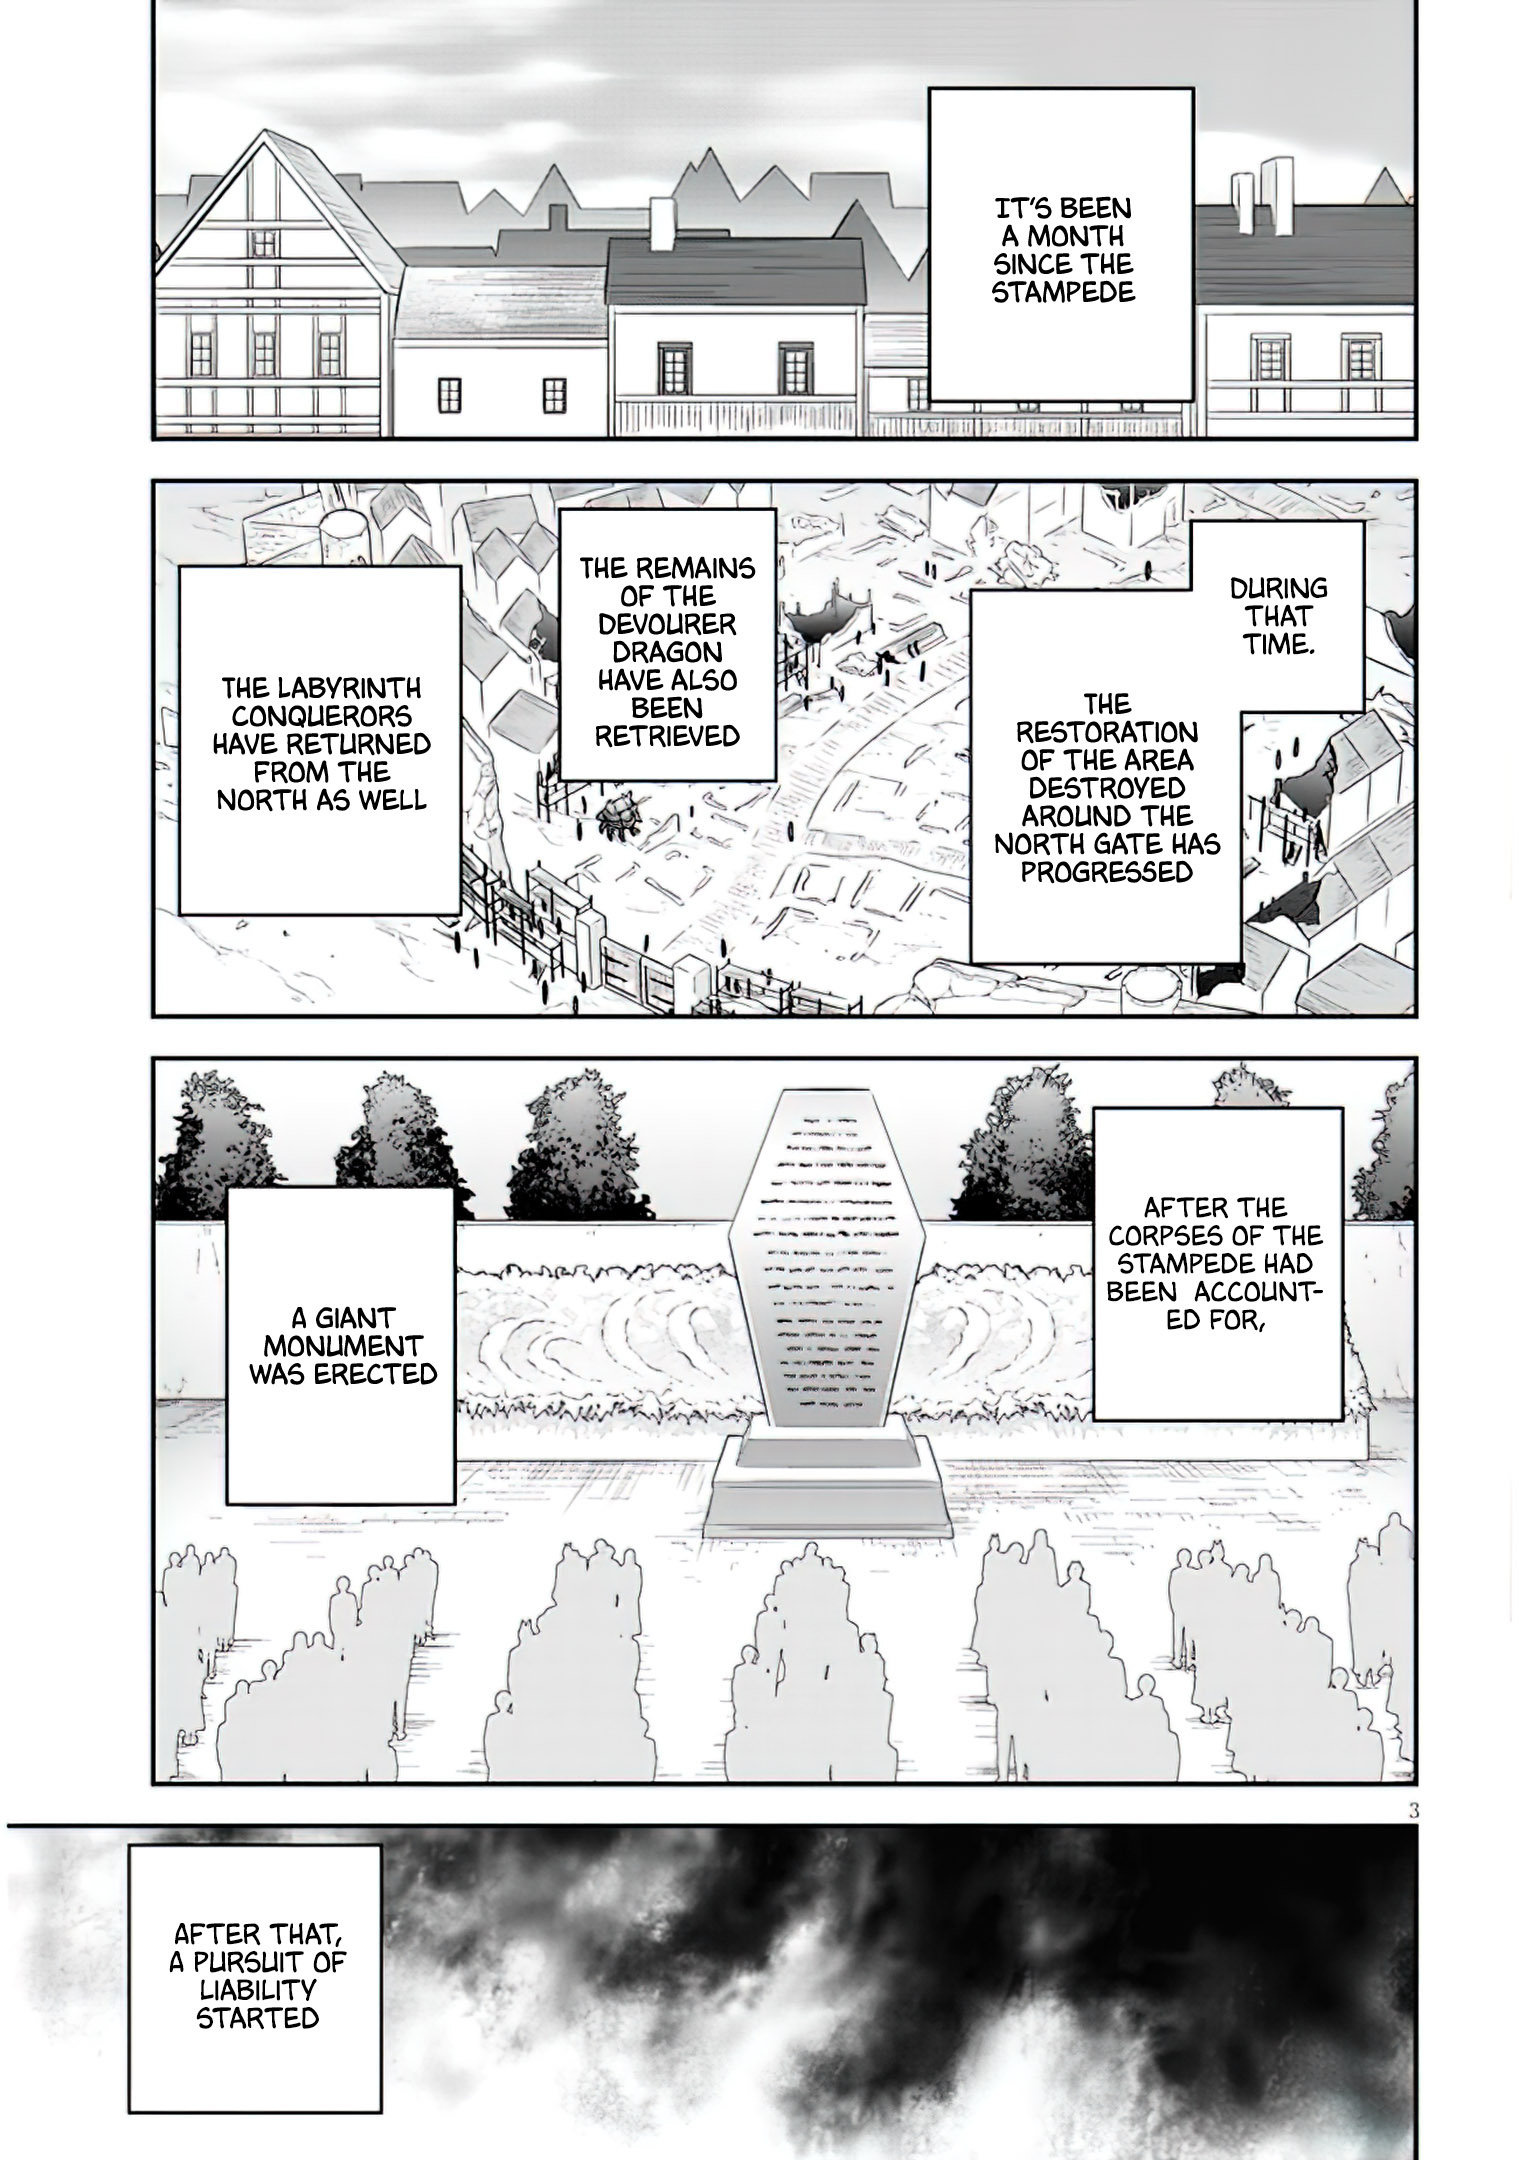 IT'S BEEN
A MONTH
SINCE THE
STAMPEDE
DURING
THAT
TIME.
THE
RESTORATION
OF THE AREA
DESTROYED
AROUND THE
NORTH GATE HAS
PROGRESSED
THE REMAINS
OF THE
DEVOURER
DRAGON
HAVE ALSO
BEEN
RETRIEVED
THE LABYRINTH
CONQUERORS
HAVE RETURNED
FROM THE
NORTH AS WELL
AFTER THE
CORPSES OF THE
STAMPEDE HAD
BEEN ACCOUNT-
ED FOR,
A GIANT
MONUMENT
WAS ERECTED
3
AFTER THAT,
A PURSUIT OF
LIABILITY
STARTED